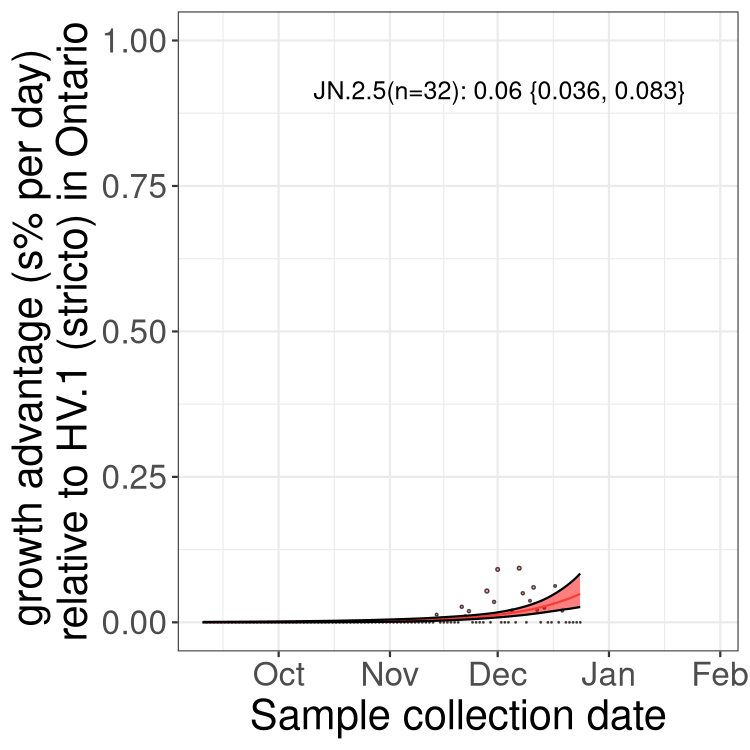 growth advantage (s% per day)
relative to HV.1 (stricto) in Ontario
1.00
0.75
0.50
0.25
0.00
JN.2.5(n=32): 0.06 {0.036, 0.083}
Oct Nov Dec Jan Feb
Sample collection date